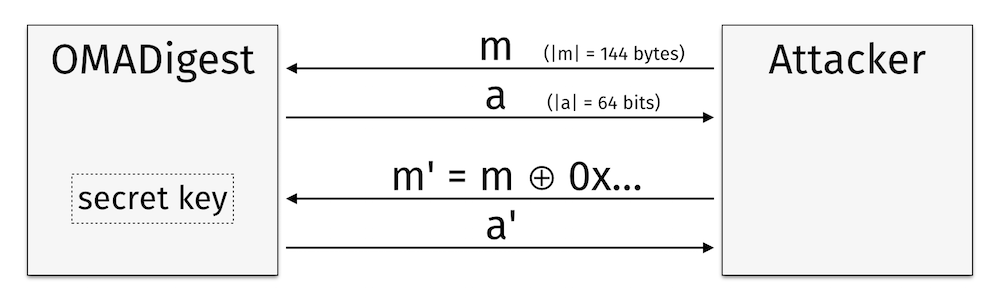 OMADigest
secret key
m (|m| = 144 bytes)
a (|a| = 64 bits)
m' = m ⊕ 0x...
a'
Attacker